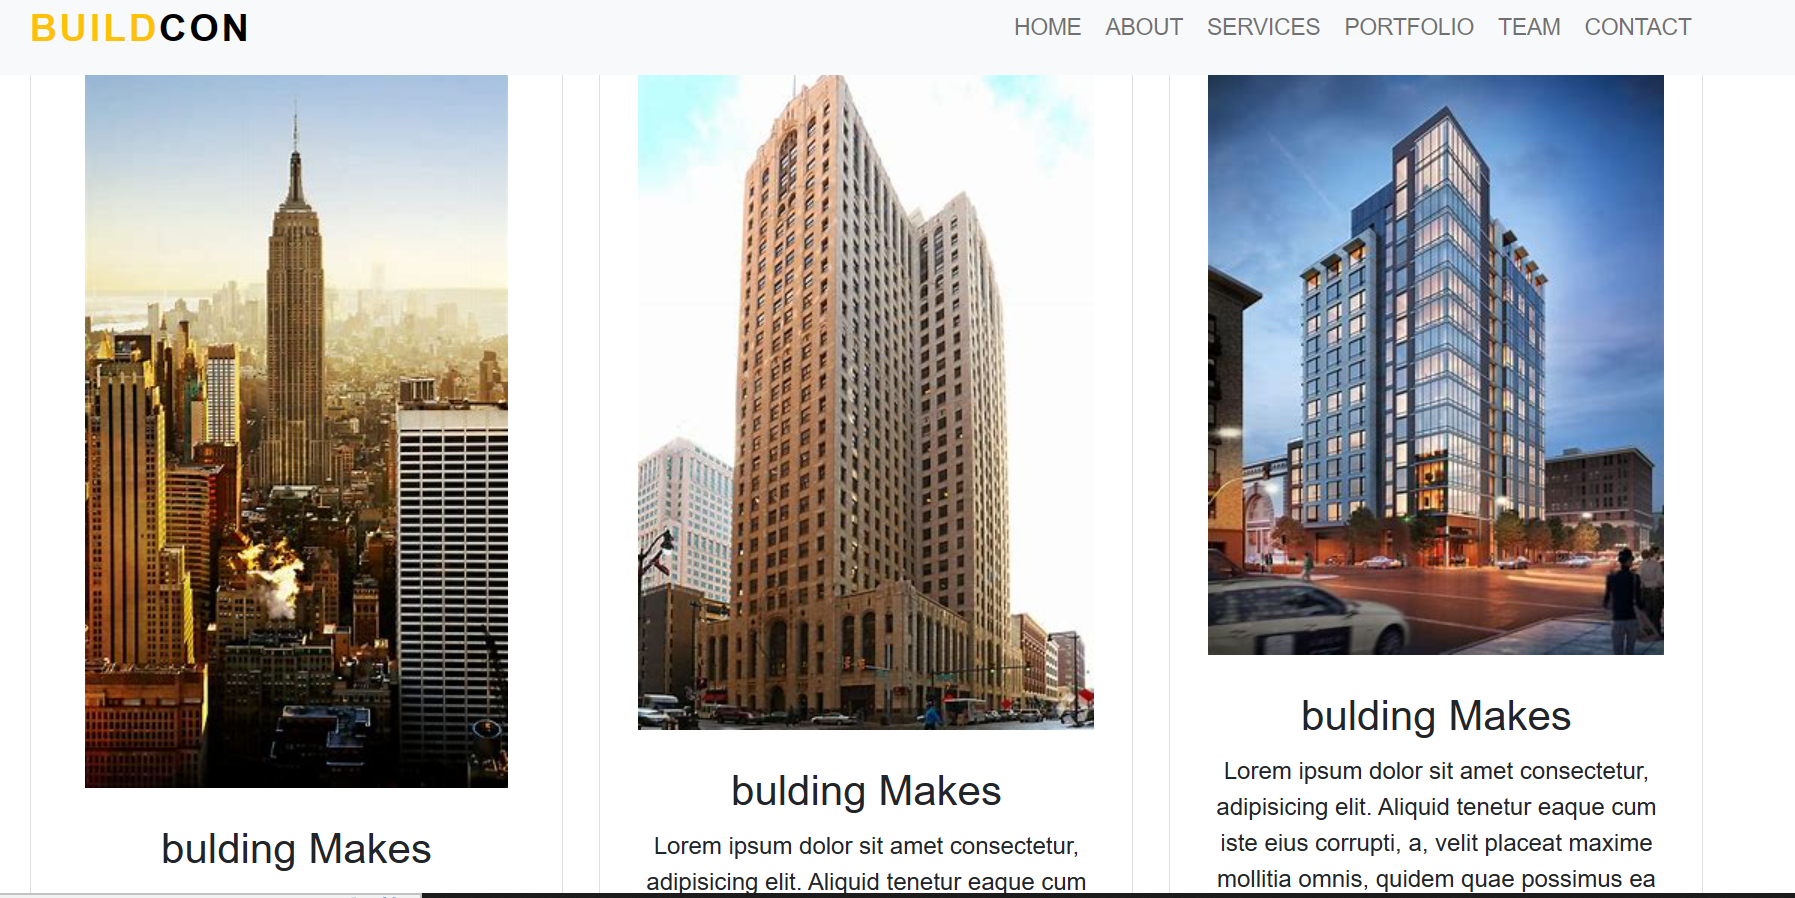 BUILDCON
HOME ABOUT SERVICES PORTFOLIO TEAM CONTACT
bulding Makes
bulding Makes
Lorem ipsum dolor sit amet consectetur,
adipisicing elit. Aliquid tenetur eaque cum
bulding Makes
Lorem ipsum dolor sit amet consectetur,
adipisicing elit. Aliquid tenetur eaque cum
iste eius corrupti, a, velit placeat maxime
mollitia omnis, quidem quae possimus ea